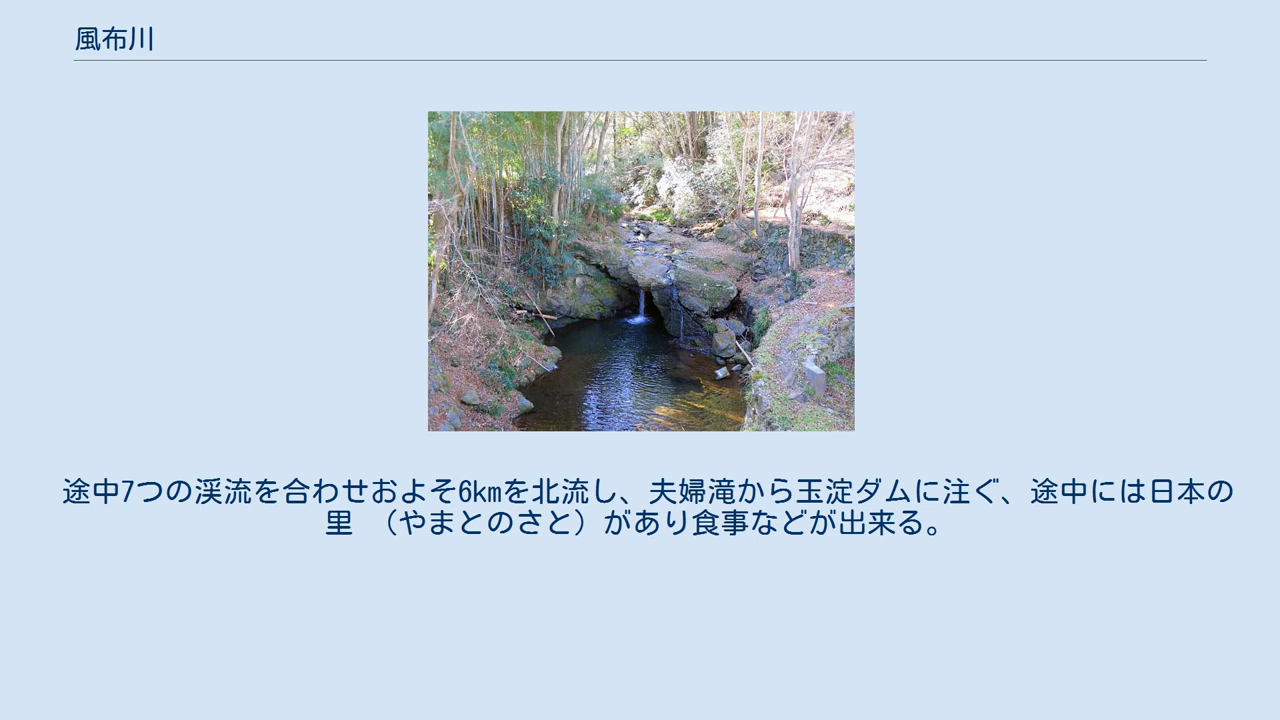 風布川
途中7つの渓流を合わせおよそ6kmを北流し、夫婦滝から玉淀ダムに注ぐ、途中には日本の
里　（やまとのさと）があり食事などが出来る。